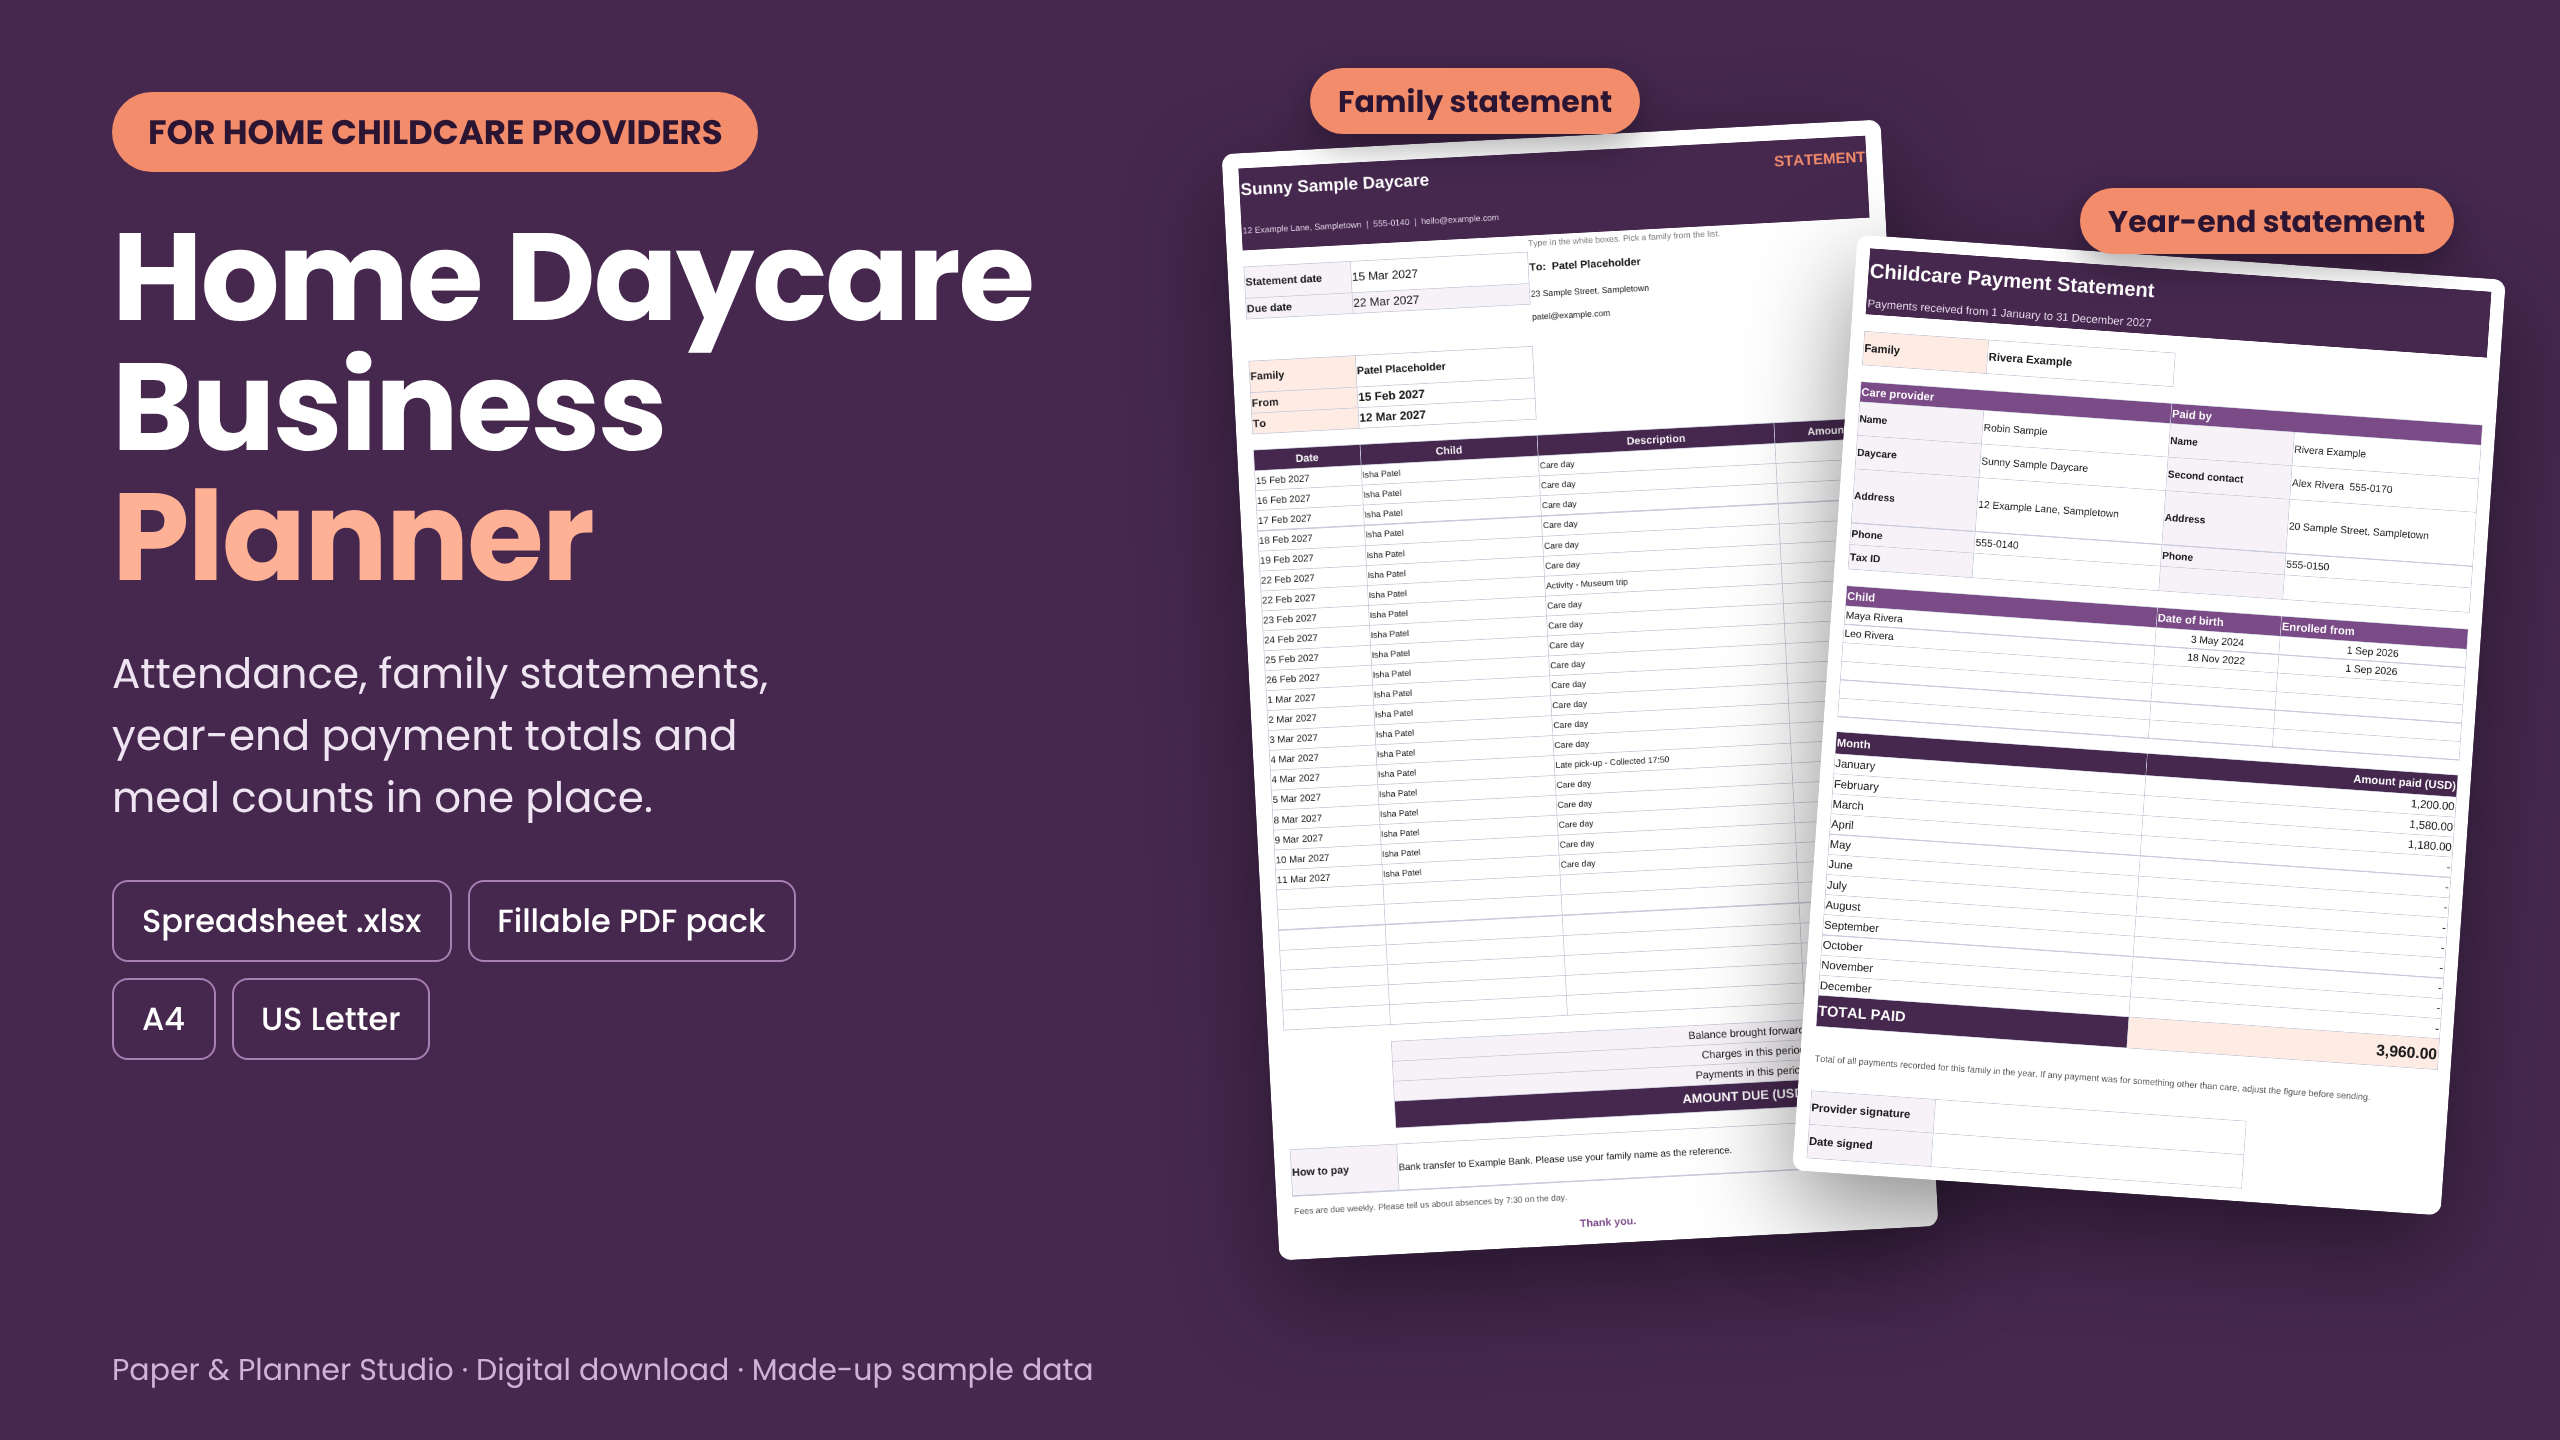 FOR HOME CHILDCARE PROVIDERS
Home Daycare
Business
Planner
Attendance, family statements,
year-end payment totals and
meal counts in one place.
Spreadsheet .xlsx
Fillable PDF pack
A4
US Letter
Paper & Planner Studio · Digital download · Made-up sample data
Family statement
STATEMENT
Sunny Sample Daycare
12 Example Lane, Sampletown | 555-0140 | hello@example.com
Type in the white boxes. Pick a family from the list.
Statement date 15 Mar 2027
Due date 22 Mar 2027
To: Patel Placeholder
23 Sample Street, Sampletown
patel@example.com
Family Patel Placeholder
From 15 Feb 2027
To 12 Mar 2027
Date Child Description Amoun
15 Feb 2027 Isha Patel Care day
16 Feb 2027 Isha Patel Care day
17 Feb 2027 Isha Patel Care day
18 Feb 2027 Isha Patel Care day
19 Feb 2027 Isha Patel Care day
22 Feb 2027 Isha Patel Care day
22 Feb 2027 Isha Patel Activity - Museum trip
23 Feb 2027 Isha Patel Care day
24 Feb 2027 Isha Patel Care day
25 Feb 2027 Isha Patel Care day
26 Feb 2027 Isha Patel Care day
1 Mar 2027 Isha Patel Care day
2 Mar 2027 Isha Patel Care day
3 Mar 2027 Isha Patel Care day
4 Mar 2027 Isha Patel Care day
4 Mar 2027 Isha Patel Late pick-up - Collected 17:50
5 Mar 2027 Isha Patel Care day
8 Mar 2027 Isha Patel Care day
9 Mar 2027 Isha Patel Care day
10 Mar 2027 Isha Patel Care day
11 Mar 2027 Isha Patel Care day
Balance brought forward
Charges in this period
Payments in this period
AMOUNT DUE (USD
How to pay Bank transfer to Example Bank. Please use your family name as the reference.
Fees are due weekly. Please tell us about absences by 7:30 on the day.
Thank you.
Year-end statement
Childcare Payment Statement
Payments received from 1 January to 31 December 2027
Family Rivera Example
Care provider Paid by
Name Robin Sample Name Rivera Example
Daycare Sunny Sample Daycare Second contact Alex Rivera 555-0170
Address 12 Example Lane, Sampletown Address 20 Sample Street, Sampletown
Phone 555-0140 Phone 555-0150
Tax ID
Child Date of birth Enrolled from
Maya Rivera 3 May 2024 1 Sep 2026
Leo Rivera 18 Nov 2022 1 Sep 2026
Month Amount paid (USD)
January 1,200.00
February 1,580.00
March 1,180.00
April -
May -
June -
July -
August -
September -
October -
November -
December -
TOTAL PAID 3,960.00
Total of all payments recorded for this family in the year. If any payment was for something other than care, adjust the figure before sending.
Provider signature
Date signed